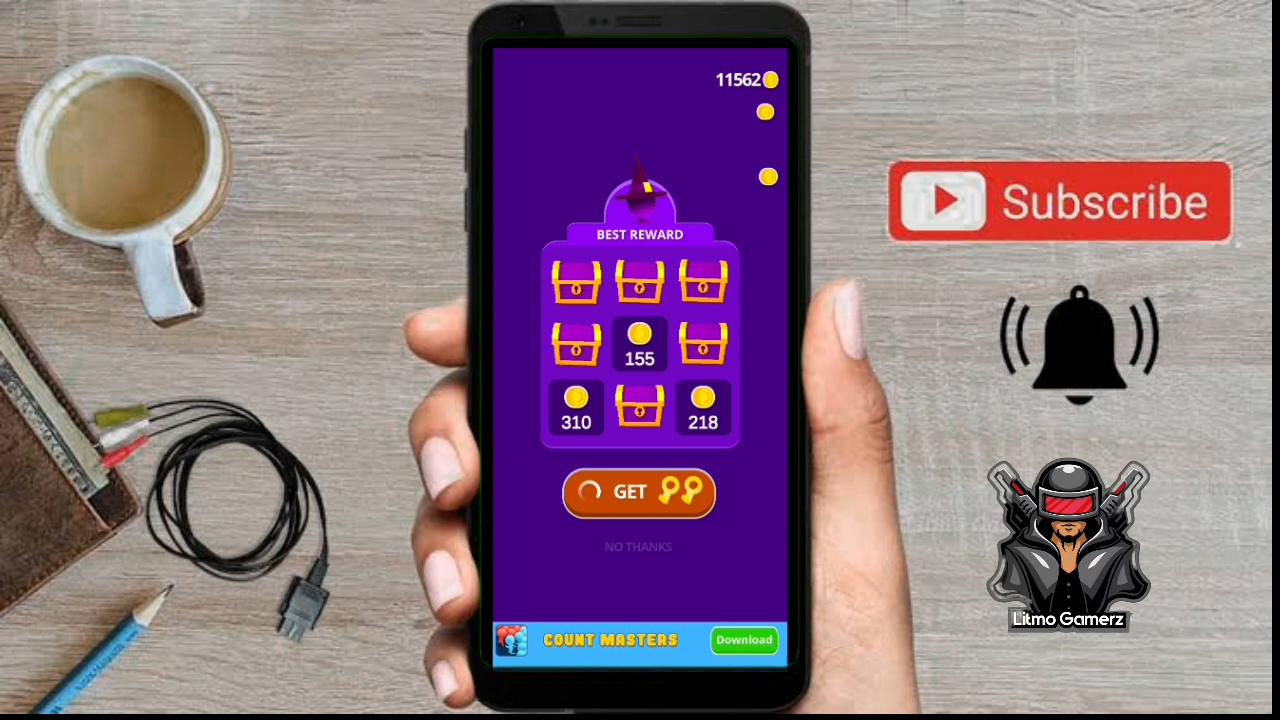 11562
BEST REWARD
155
310
218
GET
NO THANKS
COUNT MASTERS
Download
Subscribe
Litmo Gamerz